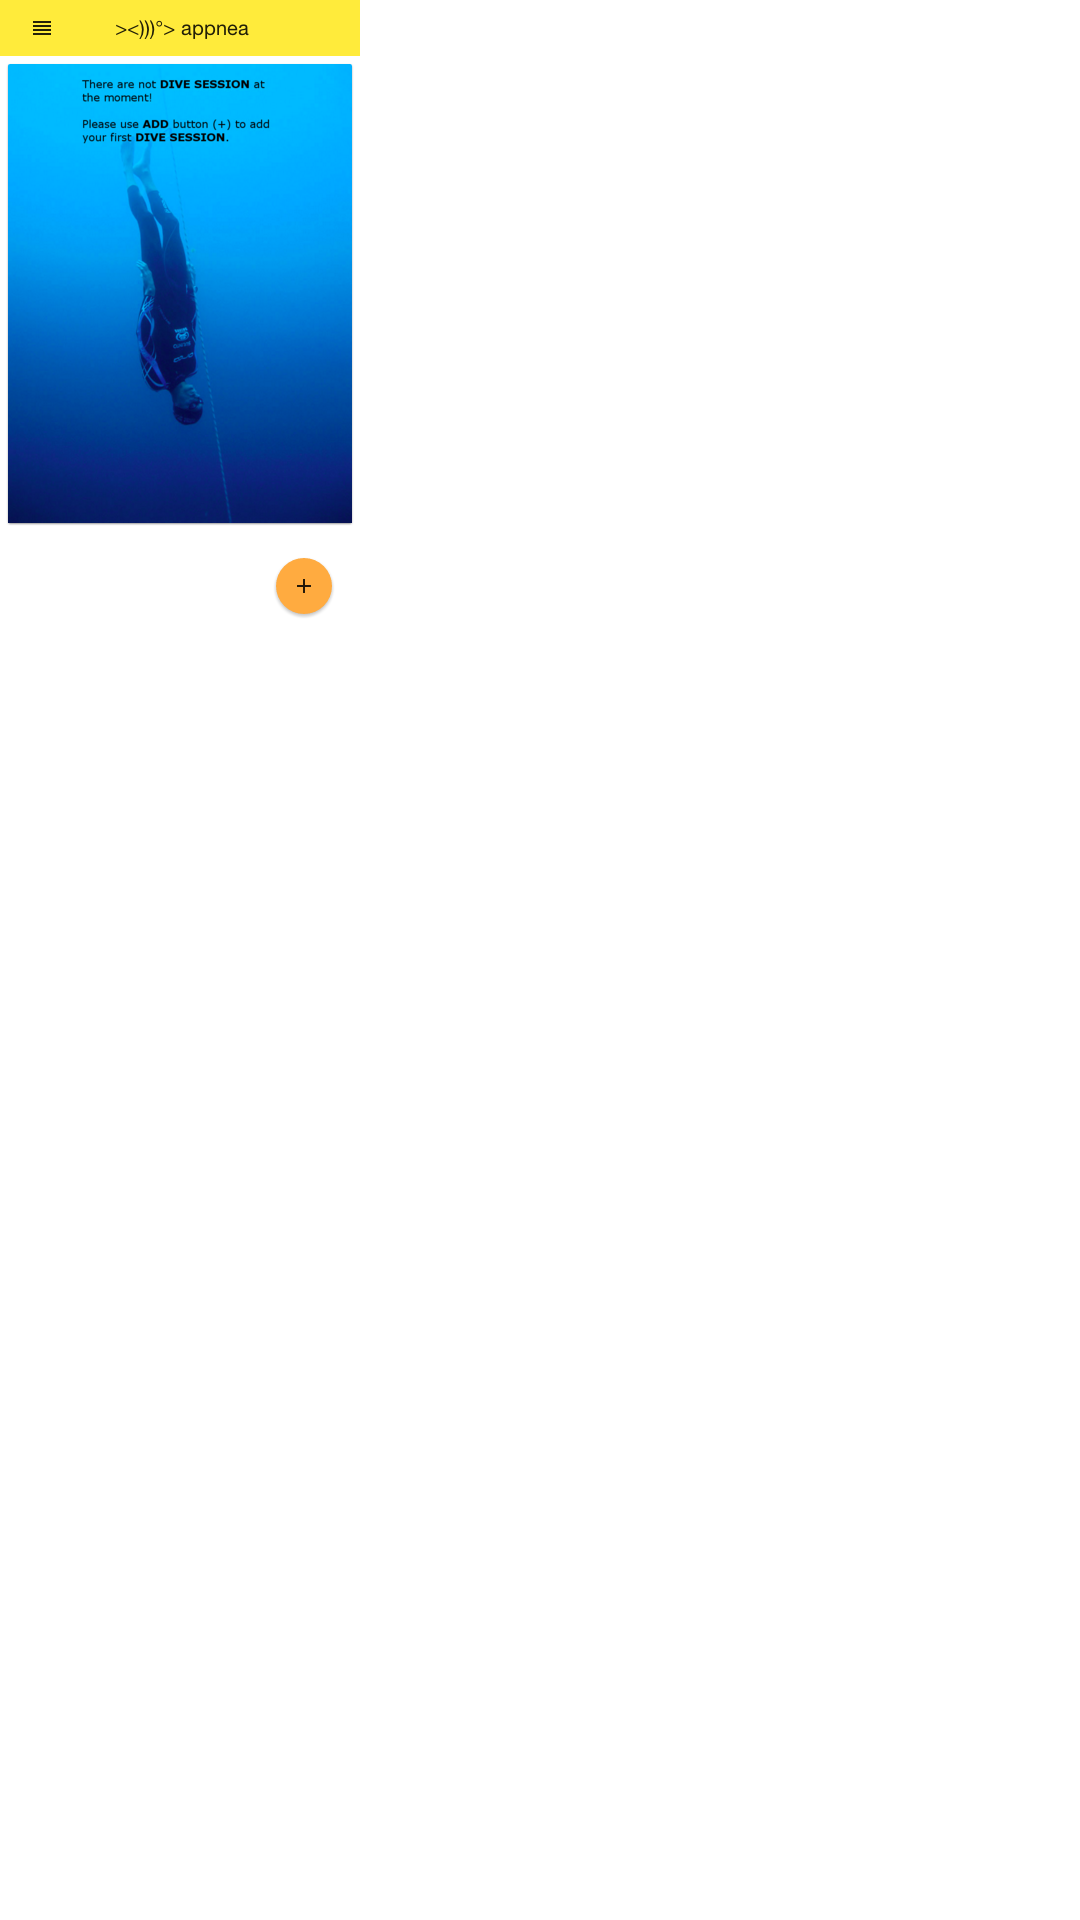 ><)))°> appnea
There are not DIVE SESSION at
the moment!
Please use ADD button (+) to add
your first DIVE SESSION.